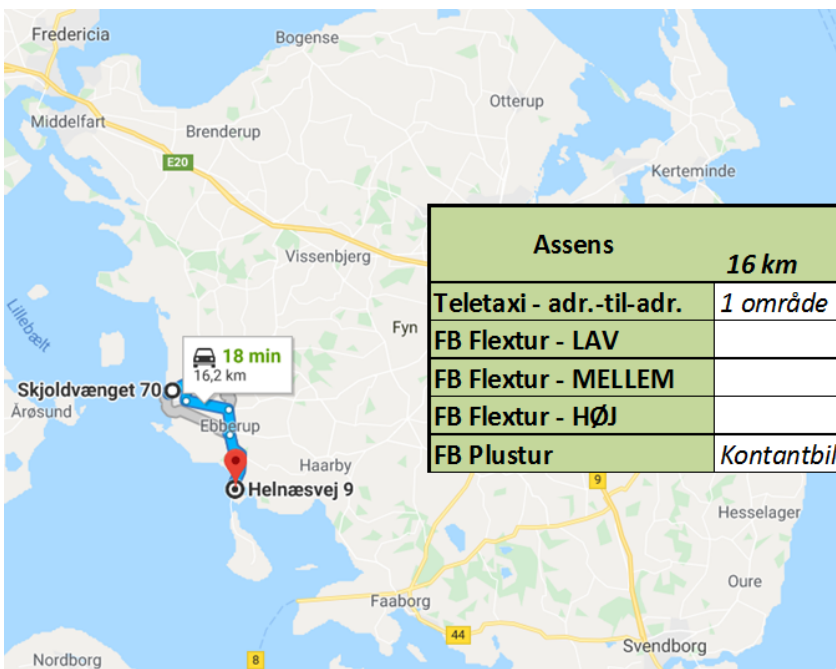 Fredericia
Bogense
Otterup
Middelfart
Brenderup
E20
Kerteminde
Vissenbjerg
Lillebælt
Fyn
18 min
16,2 km
Skjoldvænget 70
Årøsund
Ebberup
Haarby
Helnæsvej 9
Assens
16 km
Teletaxi - adr.-til-adr.
1 område
FB Flextur - LAV
FB Flextur - MELLEM
FB Flextur - HØJ
FB Plustur
Kontantbil
9
Hesselager
Oure
Faaborg
44
Svendborg
Nordborg
8